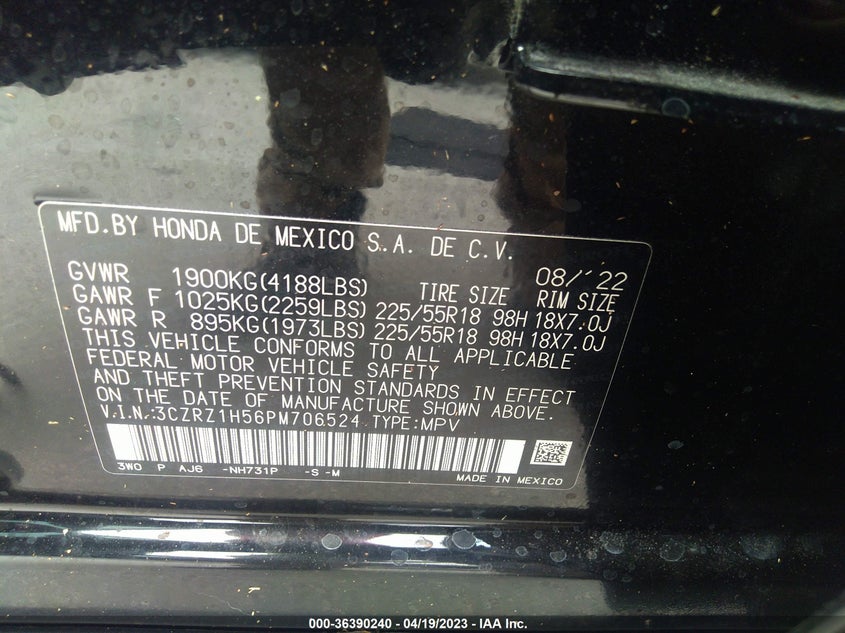 MFD.BY HONDA DE MEXICO S.A. DE C.V.
08/'22
GVWR 1900KG(4188LBS) TIRE SIZE RIM SIZE
GAWR F 1025KG(2259LBS) 225/55R18 98H 18X7.0J
GAWR R 895KG(1973LBS) 225/55R18 98H 18X7.0J
THIS VEHICLE CONFORMS TO ALL APPLICABLE
FEDERAL MOTOR VEHICLE SAFETY
AND THEFT PREVENTION STANDARDS IN EFFECT
ON THE DATE OF MANUFACTURE SHOWN ABOVE.
V.I.N.:3CZRZ1H56PM706524 TYPE:MPV
3WO P AJ6 -NH731P -S -M
MADE IN MEXICO
000-36390240 - 04/19/2023 - IAA Inc.